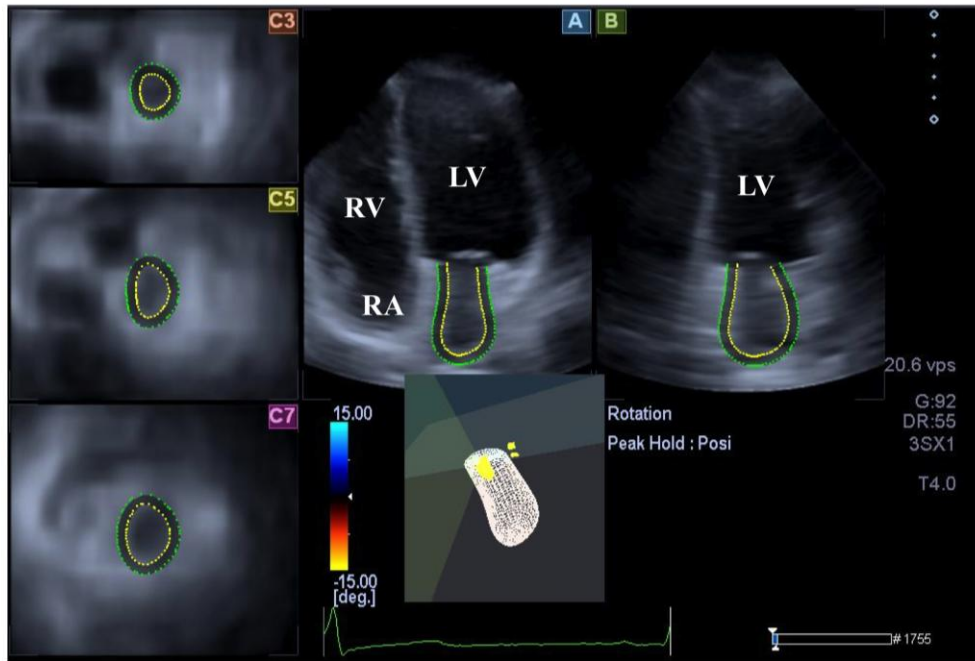 C3
A
B
LV
RV
LV
RA
C5
20.6 vps
G:92
DR:55
3SX1
T4.0
C7
15.00
-15.00
[deg.]
Rotation
Peak Hold : Posi
# 1755